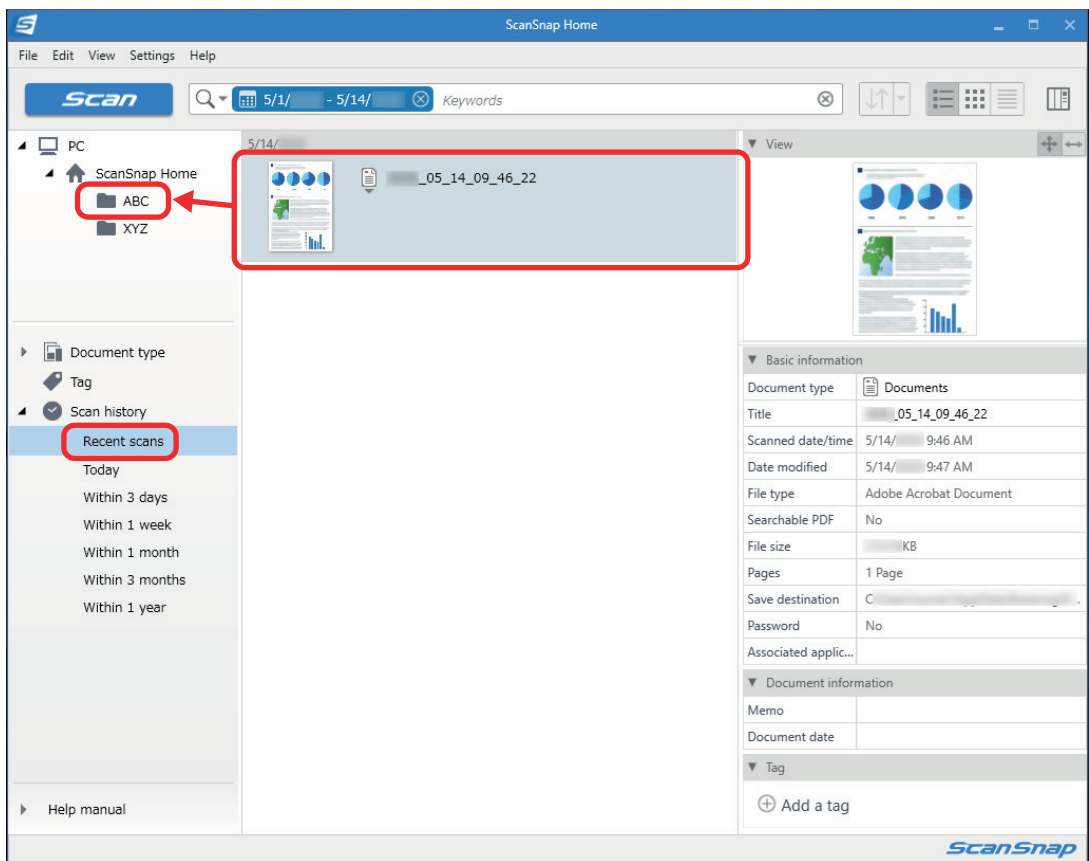 ScanSnap Home
File Edit View Settings Help
Scan
5/1/ - 5/14/ Keywords
PC
ScanSnap Home
ABC
XYZ
Document type
Tag
Scan history
Recent scans
Today
Within 3 days
Within 1 week
Within 1 month
Within 3 months
Within 1 year
Help manual
5/14/
_05_14_09_46_22
View
Basic information
Document type Documents
Title _05_14_09_46_22
Scanned date/time 5/14/ 9:46 AM
Date modified 5/14/ 9:47 AM
File type Adobe Acrobat Document
Searchable PDF No
File size KB
Pages 1 Page
Save destination C
Password No
Associated applic...
Document information
Memo
Document date
Tag
Add a tag
ScanSnap